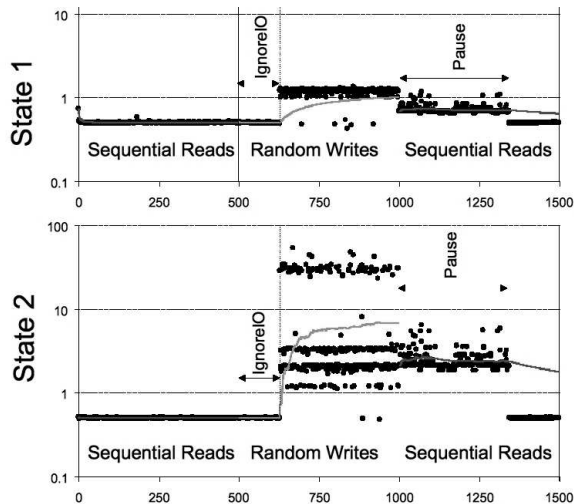 State 1
10
1
0.1
IgnoreIO
Pause
Sequential Reads Random Writes Sequential Reads
0 250 500 750 1000 1250 1500
State 2
100
10
1
0.1
IgnoreIO
Pause
Sequential Reads Random Writes Sequential Reads
0 250 500 750 1000 1250 1500